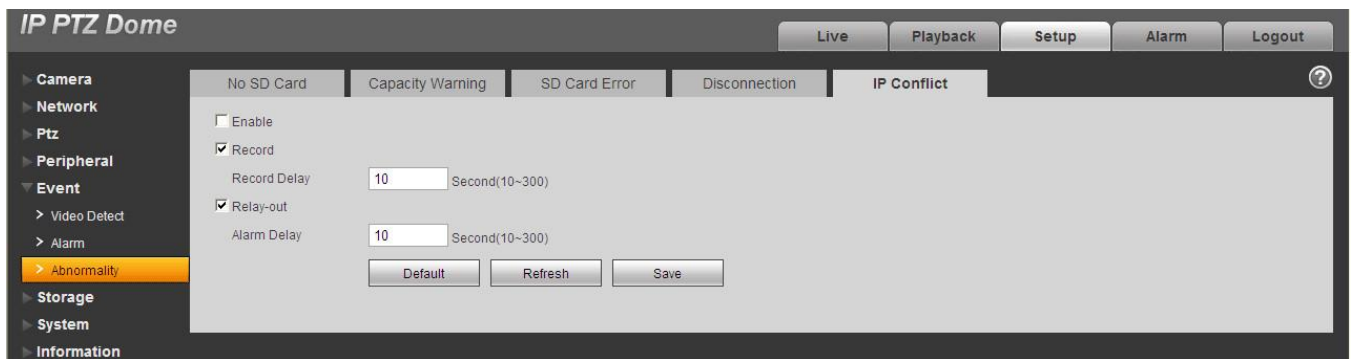 IP PTZ Dome
Live Playback Setup Alarm Logout
Camera
Network
Ptz
Peripheral
Event
> Video Detect
> Alarm
> Abnormality
Storage
System
Information
No SD Card Capacity Warning SD Card Error Disconnection IP Conflict ?
Enable
Record
Record Delay 10 Second(10~300)
Relay-out
Alarm Delay 10 Second(10~300)
Default Refresh Save